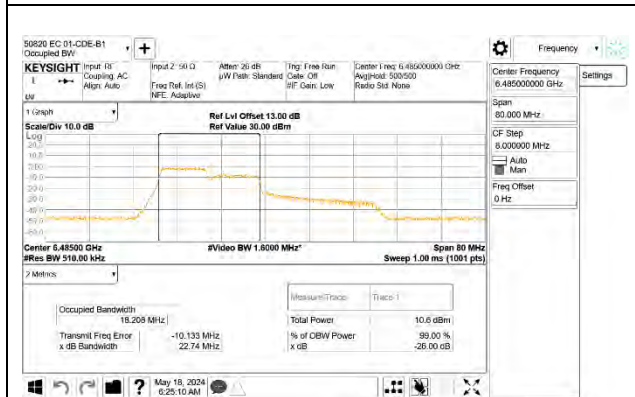 50820 EC 01-CDE-B1
Occupied BW
+
Frequency
KEYSIGHT
Input: RF
Coupling: AC
Align: Auto
Input Z: 50 Ω
Freq Ref: Int (S)
NFE: Adaptive
Atten: 26 dB
µW Path: Standard
Trig: Free Run
Gate: Off
#IF Gain: Low
Center Freq: 6.485000000 GHz
Avg|Hold: 500/500
Radio Std: None
Center Frequency
6.485000000 GHz
Settings
Span
80.000 MHz
CF Step
8.000000 MHz
Auto
Man
Freq Offset
0 Hz
1 Graph
Scale/Div 10.0 dB
Ref Lvl Offset 13.00 dB
Ref Value 30.00 dBm
Log
Center 6.48500 GHz
#Res BW 510.00 kHz
#Video BW 1.6000 MHz*
Span 80 MHz
Sweep 1.00 ms (1001 pts)
2 Metrics
Measure Trace
Trace 1
Occupied Bandwidth
18.208 MHz
Total Power
10.6 dBm
Transmit Freq Error
-10.133 MHz
% of OBW Power
99.00 %
x dB Bandwidth
22.74 MHz
x dB
-26.00 dB
?
May 18, 2024
6:25:10 AM